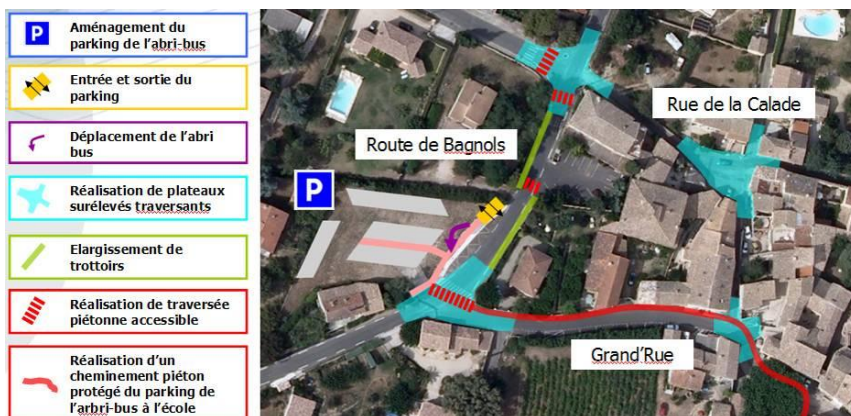 P
Aménagement du
parking de l'abri-bus
Entrée et sortie du
parking
Déplacement de l'abri
bus
Réalisation de plateaux
surélevés traversants
Elargissement de
trottoirs
Réalisation de traversée
piétonne accessible
Réalisation d'un
cheminement piéton
protégé du parking de
l'arbri-bus à l'école
Route de Bagnols
Rue de la Calade
P
Grand'Rue